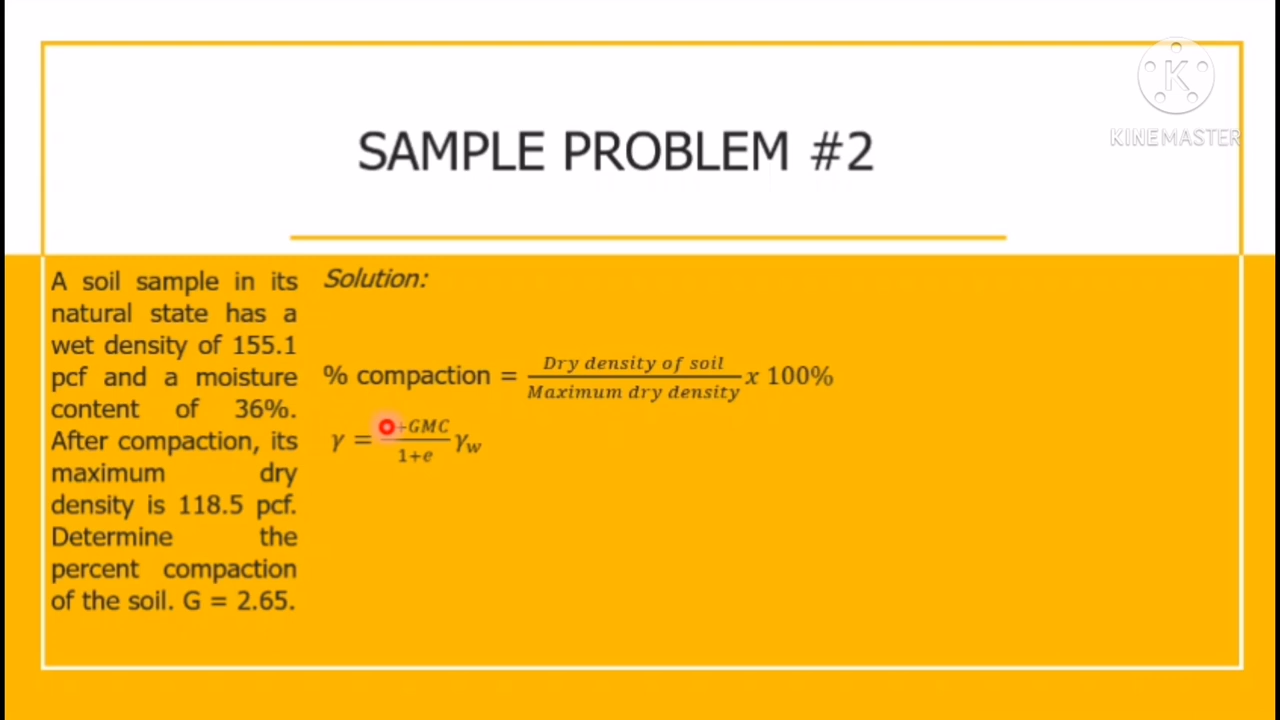 K
KINEMASTER
SAMPLE PROBLEM #2
A soil sample in its
natural state has a
wet density of 155.1
pcf and a moisture
content of 36%.
After compaction, its
maximum dry
density is 118.5 pcf.
Determine the
percent compaction
of the soil. G = 2.65.
Solution:
% compaction = Dry density of soil / Maximum dry density x 100%
γ = +GMC / 1+e γw